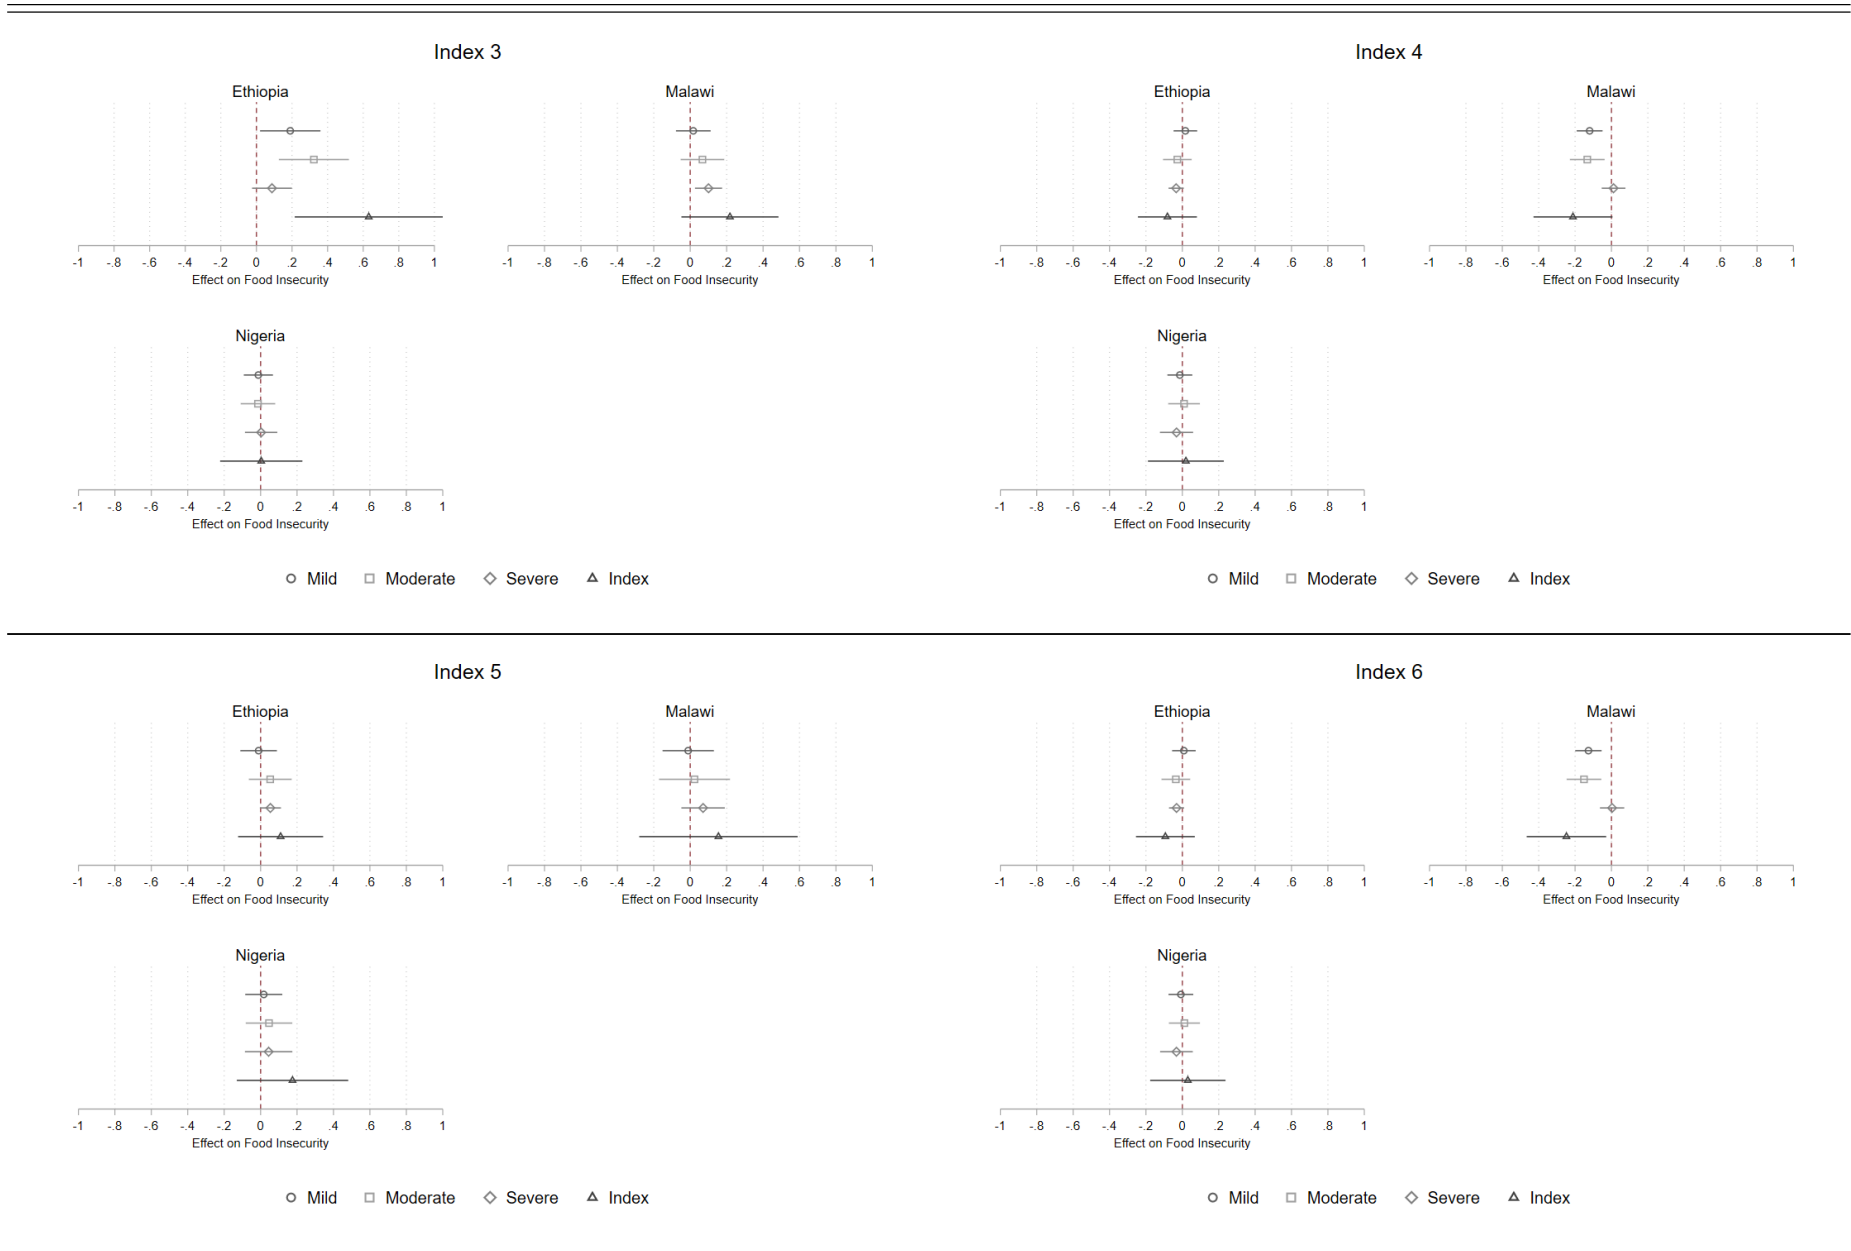 Index 3
Ethiopia
Malawi
-1 -.8 -.6 -.4 -.2 0 .2 .4 .6 .8 1
Effect on Food Insecurity
-1 -.8 -.6 -.4 -.2 0 .2 .4 .6 .8 1
Effect on Food Insecurity
Nigeria
-1 -.8 -.6 -.4 -.2 0 .2 .4 .6 .8 1
Effect on Food Insecurity
Mild Moderate Severe Index
Index 4
Ethiopia
Malawi
-1 -.8 -.6 -.4 -.2 0 .2 .4 .6 .8 1
Effect on Food Insecurity
-1 -.8 -.6 -.4 -.2 0 .2 .4 .6 .8 1
Effect on Food Insecurity
Nigeria
-1 -.8 -.6 -.4 -.2 0 .2 .4 .6 .8 1
Effect on Food Insecurity
Mild Moderate Severe Index
Index 5
Ethiopia
Malawi
-1 -.8 -.6 -.4 -.2 0 .2 .4 .6 .8 1
Effect on Food Insecurity
-1 -.8 -.6 -.4 -.2 0 .2 .4 .6 .8 1
Effect on Food Insecurity
Nigeria
-1 -.8 -.6 -.4 -.2 0 .2 .4 .6 .8 1
Effect on Food Insecurity
Mild Moderate Severe Index
Index 6
Ethiopia
Malawi
-1 -.8 -.6 -.4 -.2 0 .2 .4 .6 .8 1
Effect on Food Insecurity
-1 -.8 -.6 -.4 -.2 0 .2 .4 .6 .8 1
Effect on Food Insecurity
Nigeria
-1 -.8 -.6 -.4 -.2 0 .2 .4 .6 .8 1
Effect on Food Insecurity
Mild Moderate Severe Index